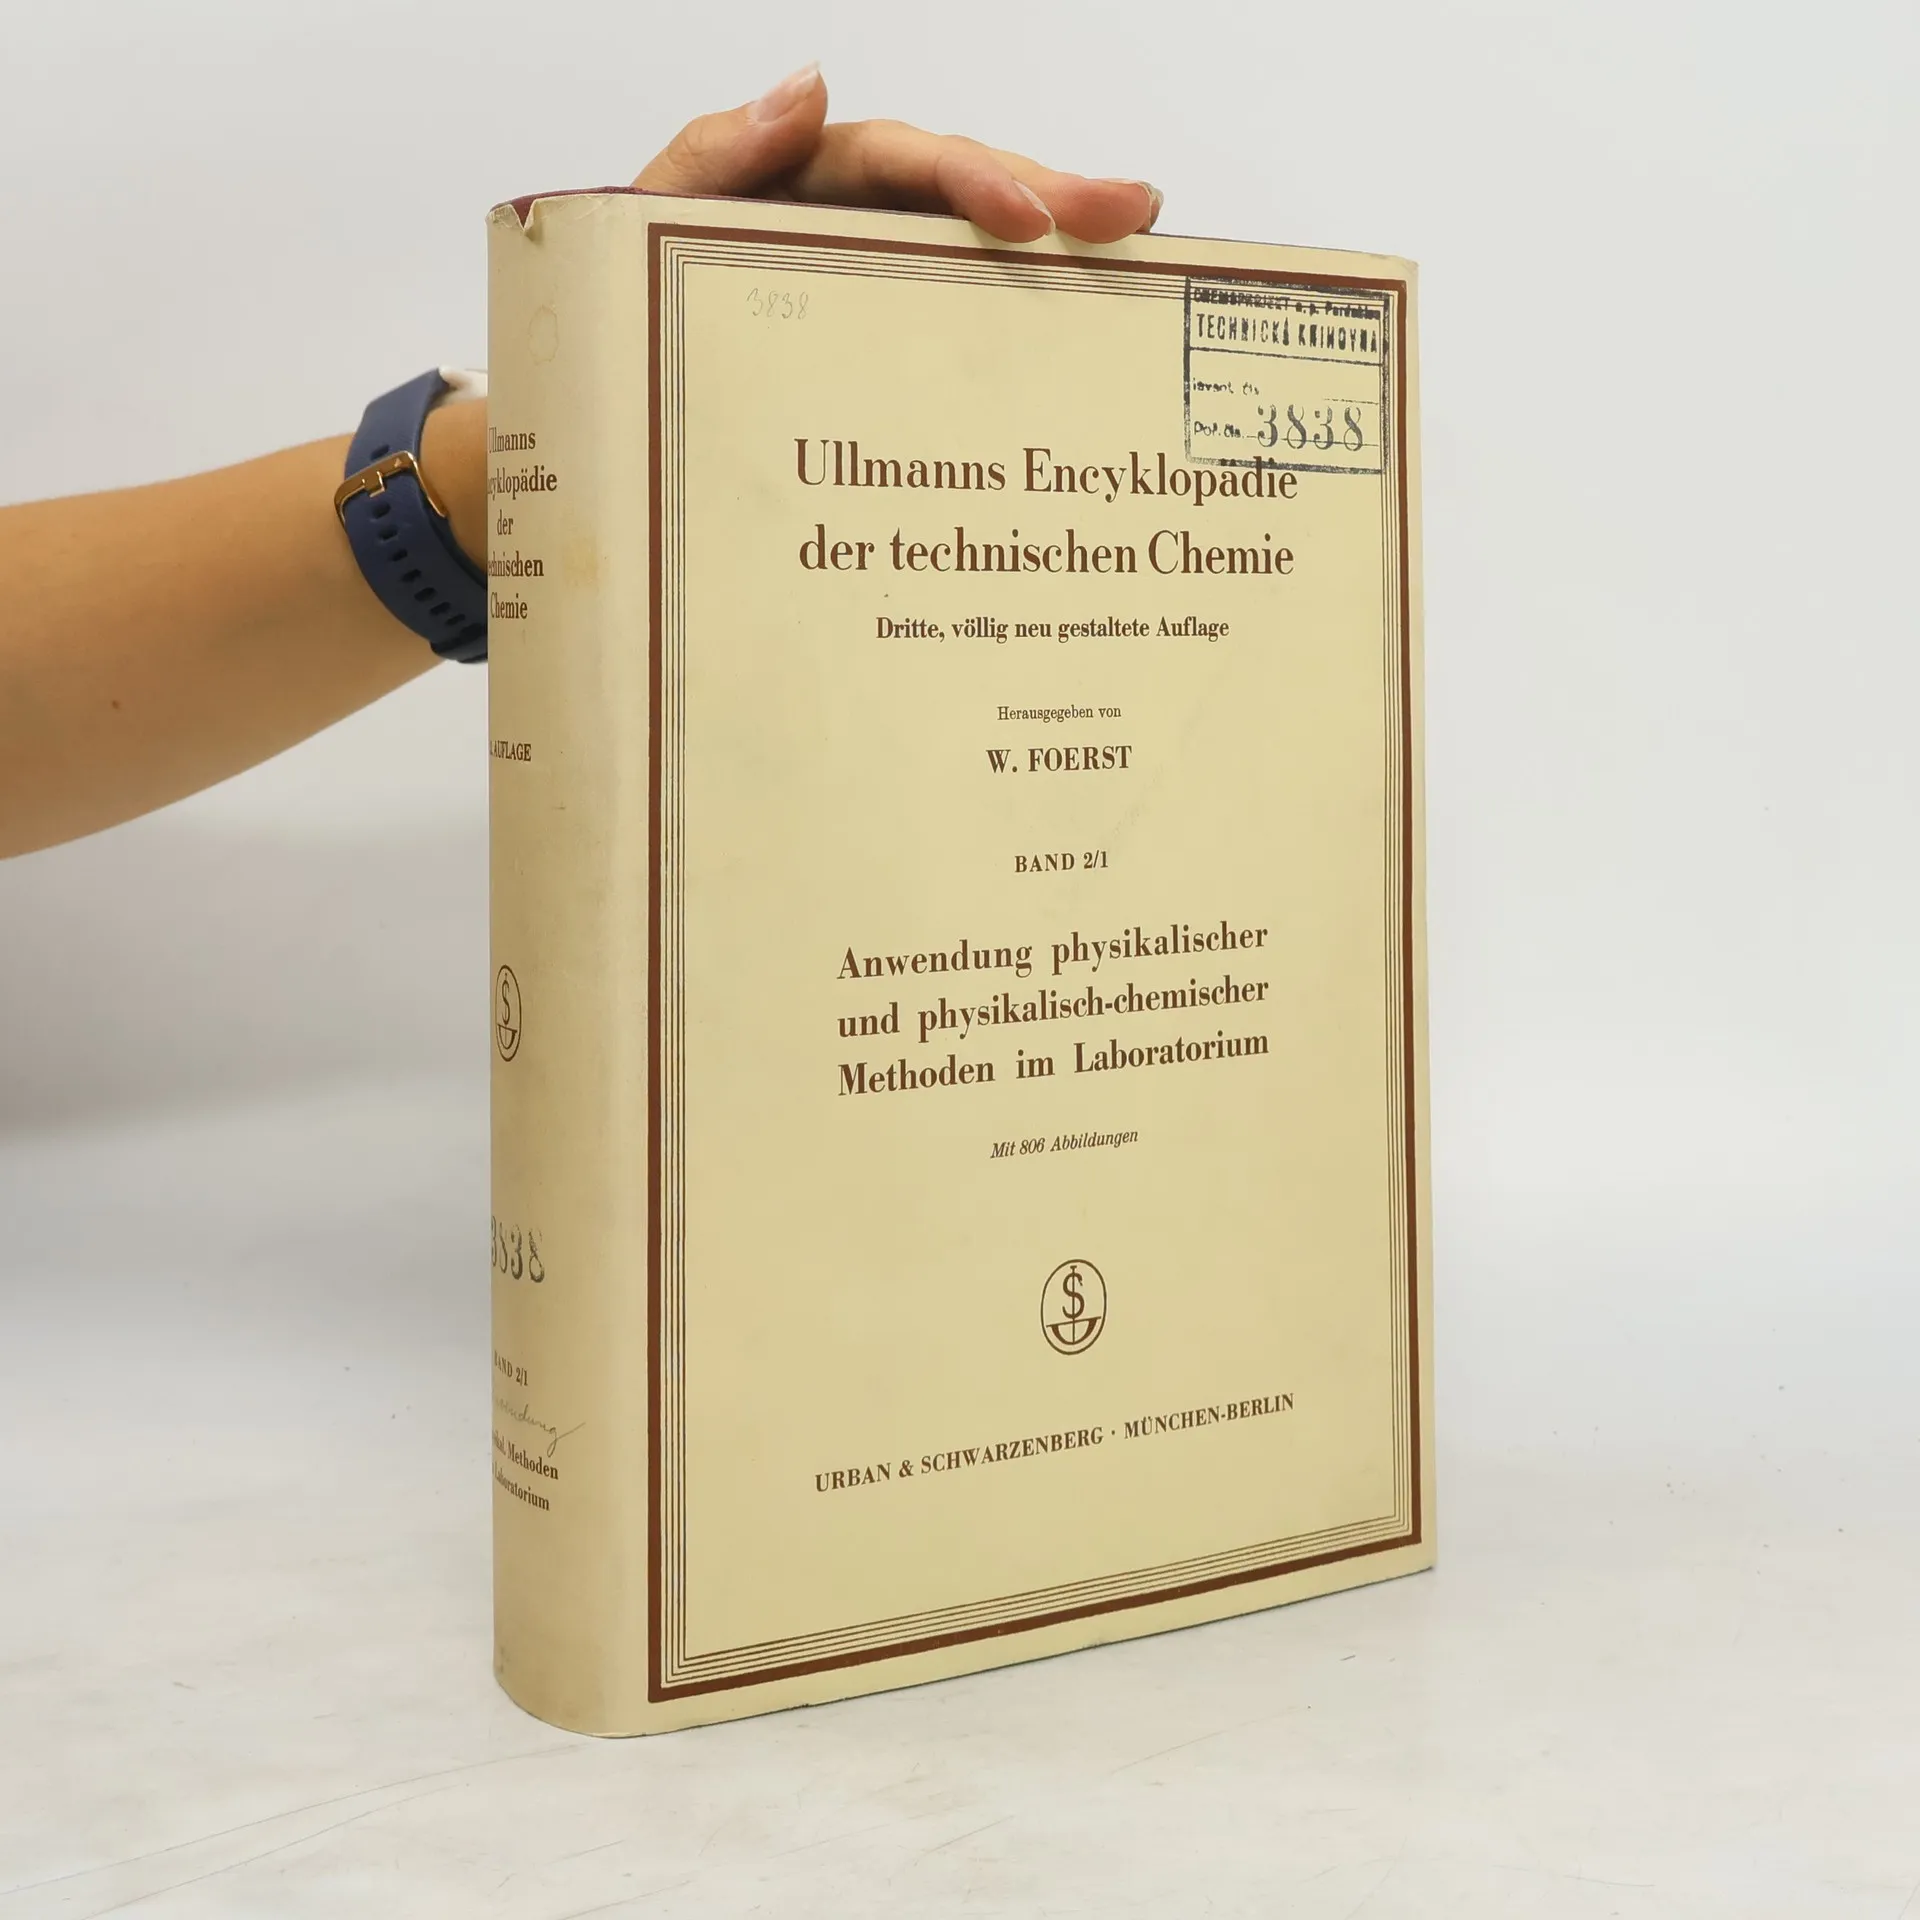 3838
TECHNICKÁ KNIHOVNA
3838
Ullmanns Encyklopädie
der technischen Chemie
Dritte, völlig neu gestaltete Auflage
Herausgegeben von
W. FOERST
BAND 2/1
Anwendung physikalischer
und physikalisch-chemischer
Methoden im Laboratorium
Mit 806 Abbildungen
URBAN & SCHWARZENBERG · MÜNCHEN-BERLIN
der
Chemie
AUFLAGE
3838
BAND 2/1
Methoden
Laboratorium